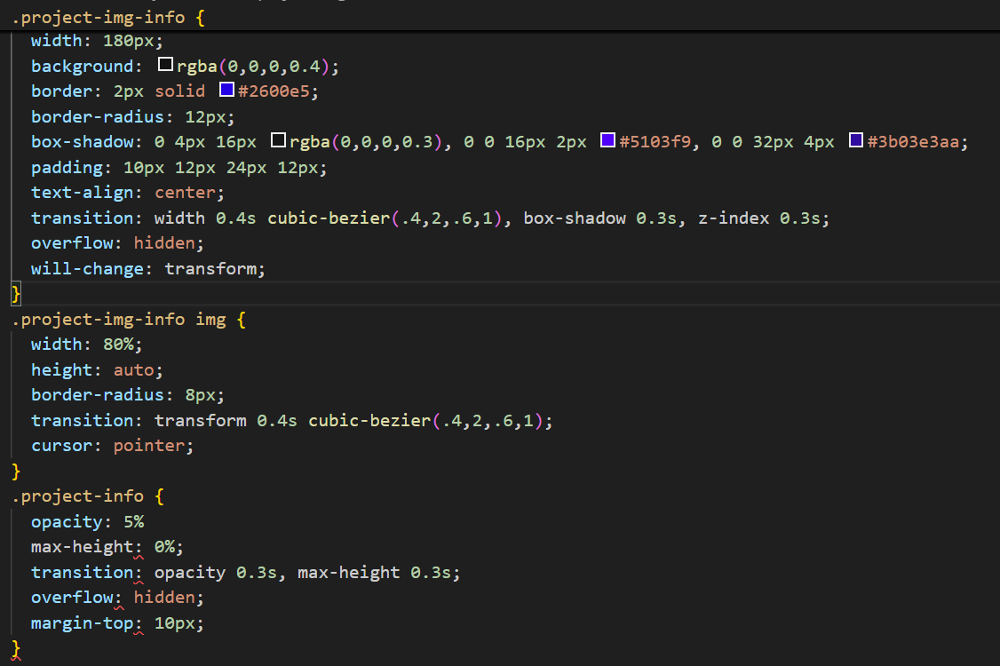 .project-img-info {
width: 180px;
background: rgba(0,0,0,0.4);
border: 2px solid #2600e5;
border-radius: 12px;
box-shadow: 0 4px 16px rgba(0,0,0,0.3), 0 0 16px 2px #5103f9, 0 0 32px 4px #3b03e3aa;
padding: 10px 12px 24px 12px;
text-align: center;
transition: width 0.4s cubic-bezier(.4,2,.6,1), box-shadow 0.3s, z-index 0.3s;
overflow: hidden;
will-change: transform;
}
.project-img-info img {
width: 80%;
height: auto;
border-radius: 8px;
transition: transform 0.4s cubic-bezier(.4,2,.6,1);
cursor: pointer;
}
.project-info {
opacity: 5%
max-height: 0%;
transition: opacity 0.3s, max-height 0.3s;
overflow: hidden;
margin-top: 10px;
}